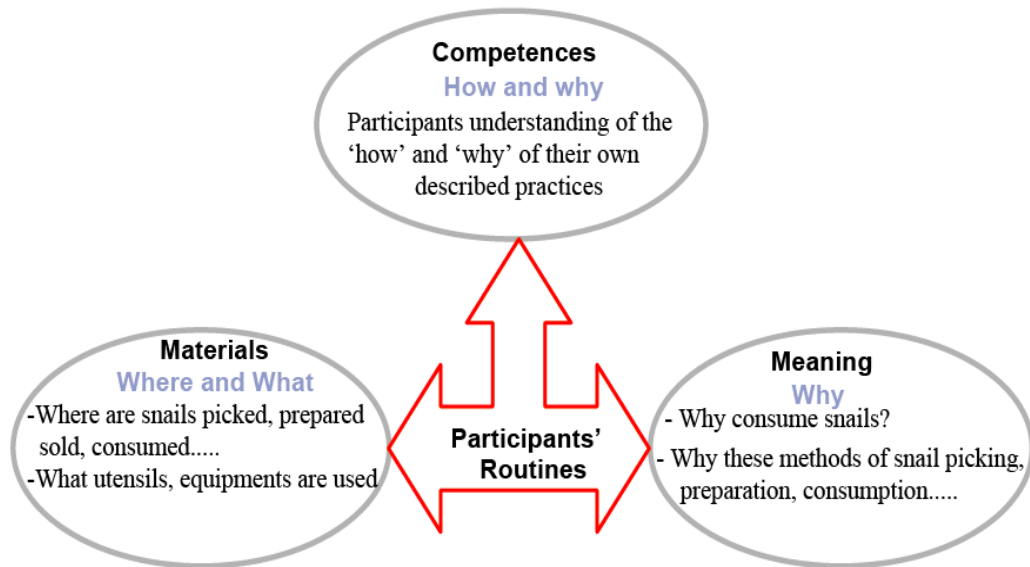 Competences
How and why
Participants understanding of the
‘how’ and ‘why’ of their own
described practices
Materials
Where and What
-Where are snails picked, prepared
sold, consumed.....
-What utensils, equipments are used
Participants’
Routines
Meaning
Why
- Why consume snails?
- Why these methods of snail picking,
preparation, consumption.....